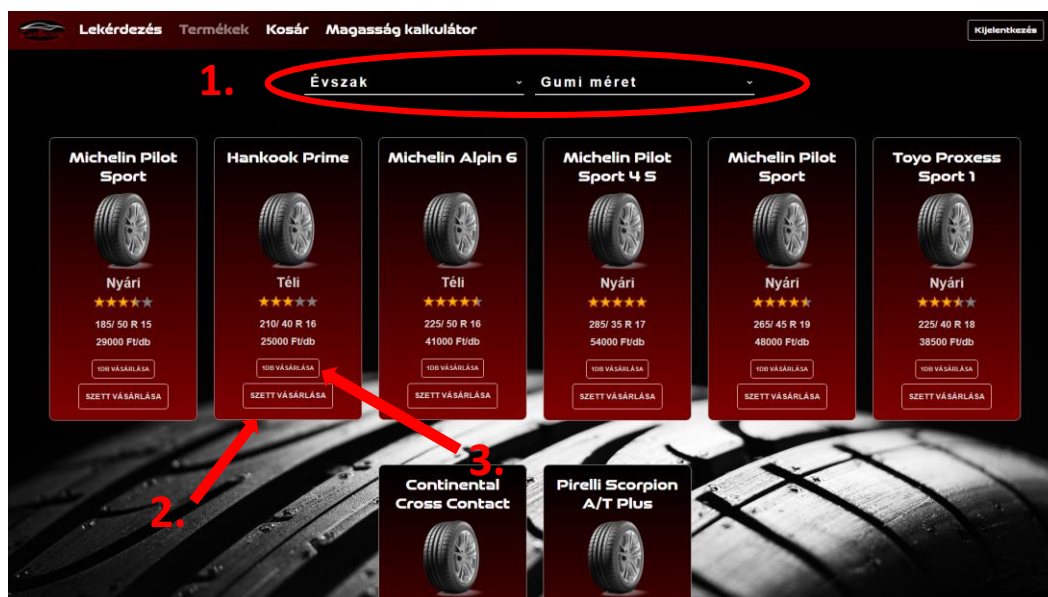 Lekérdezés Termékek Kosár Magasság kalkulátor Kijelentkezés
1. Évszak Gumi méret
Michelin Pilot
Sport
Nyári
185/ 50 R 15
29000 Ft/db
1DB VÁSÁRLÁSA
SZETT VÁSÁRLÁSA
Hankook Prime
Téli
210/ 40 R 16
25000 Ft/db
1DB VÁSÁRLÁSA
SZETT VÁSÁRLÁSA
Michelin Alpin 6
Téli
225/ 50 R 16
41000 Ft/db
1DB VÁSÁRLÁSA
SZETT VÁSÁRLÁSA
Michelin Pilot
Sport 4 S
Nyári
285/ 35 R 17
54000 Ft/db
1DB VÁSÁRLÁSA
SZETT VÁSÁRLÁSA
Michelin Pilot
Sport
Nyári
265/ 45 R 19
48000 Ft/db
1DB VÁSÁRLÁSA
SZETT VÁSÁRLÁSA
Toyo Proxess
Sport 1
Nyári
225/ 40 R 18
38500 Ft/db
1DB VÁSÁRLÁSA
SZETT VÁSÁRLÁSA
3.
2.
Continental
Cross Contact
Pirelli Scorpion
A/T Plus